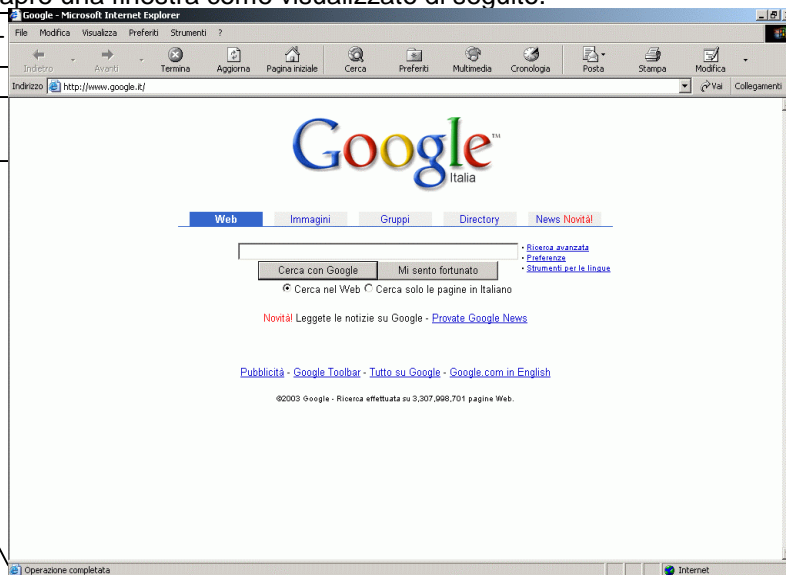 aprò una finestra come visualizzato di seguito:
Google - Microsoft Internet Explorer
File Modifica Visualizza Preferiti Strumenti ?
Indietro Avanti Termina Aggiorna Pagina iniziale Cerca Preferiti Multimedia Cronologia Posta Stampa Modifica
Indirizzo http://www.google.it/ Vai Collegamenti
Google TM
Italia
Web Immagini Gruppi Directory News Novità!
• Ricerca avanzata
• Preferenze
• Strumenti per le lingue
Cerca con Google Mi sento fortunato
Cerca nel Web Cerca solo le pagine in Italiano
Novità! Leggete le notizie su Google - Provate Google News
Pubblicità - Google Toolbar - Tutto su Google - Google.com in English
©2003 Google - Ricerca effettuata su 3,307,998,701 pagine Web.
Operazione completata Internet